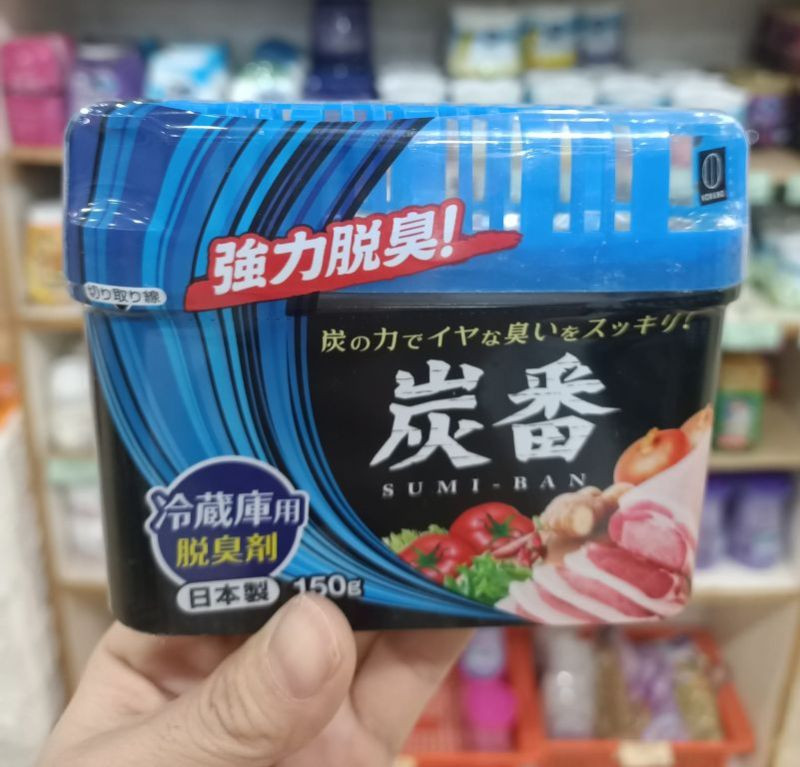 KOKUBO
強力脱臭!
切り取り線
炭の力でイヤな臭いをスッキリ!
炭番
SUMI-BAN
冷蔵庫用
脱臭剤
日本製 150g